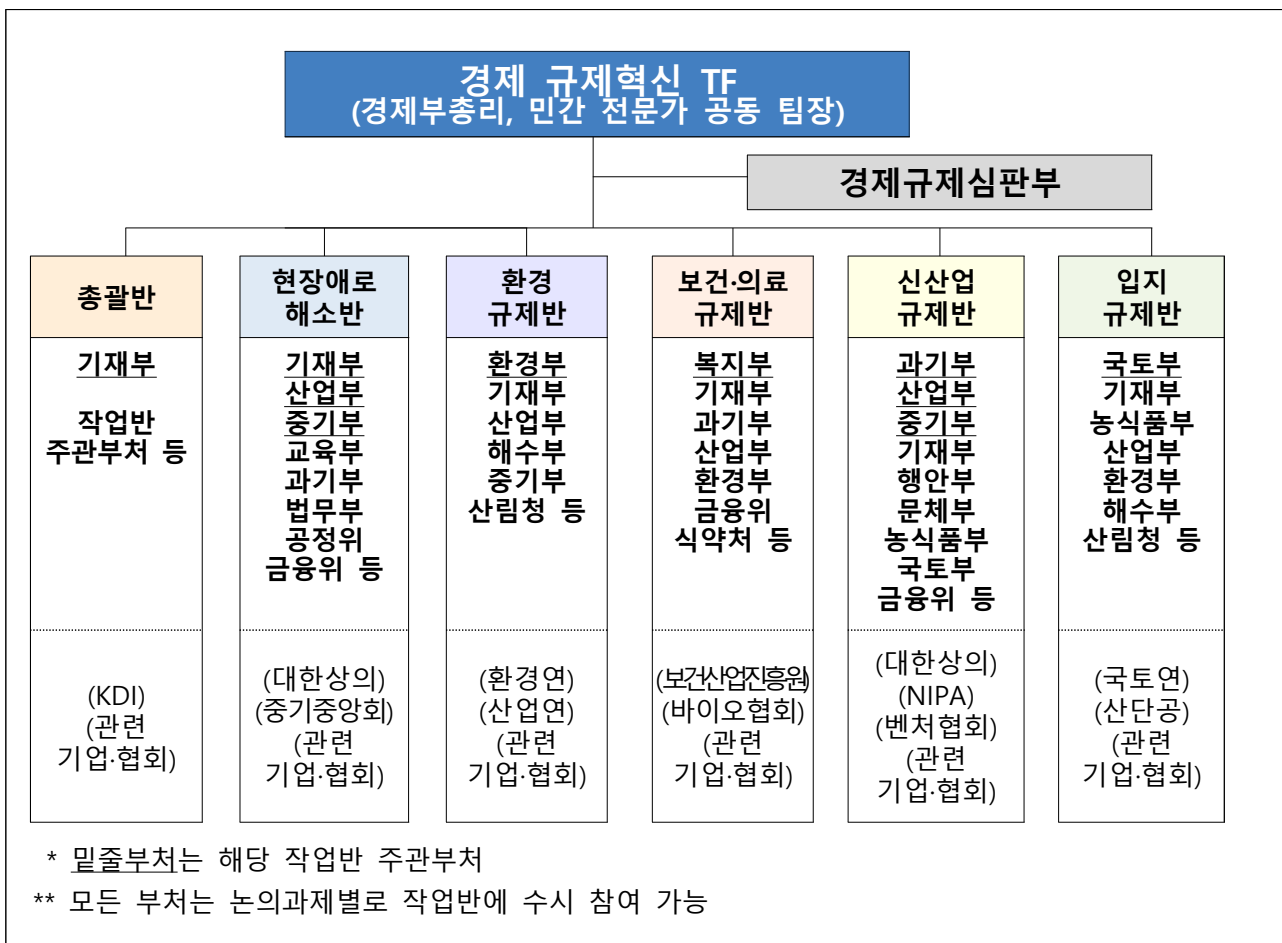 경제 규제혁신 TF
(경제부총리, 민간 전문가 공동 팀장)
경제규제심판부
총괄반
기재부
작업반
주관부처 등
(KDI)
(관련
기업·협회)
현장애로
해소반
기재부
산업부
중기부
교육부
과기부
법무부
공정위
금융위 등
(대한상의)
(중기중앙회)
(관련
기업·협회)
환경
규제반
환경부
기재부
산업부
해수부
중기부
산림청 등
(환경연)
(산업연)
(관련
기업·협회)
보건·의료
규제반
복지부
기재부
과기부
산업부
환경부
금융위
식약처 등
(보건산업진흥원)
(바이오협회)
(관련
기업·협회)
신산업
규제반
과기부
산업부
중기부
기재부
행안부
문체부
농식품부
국토부
금융위 등
(대한상의)
(NIPA)
(벤처협회)
(관련
기업·협회)
입지
규제반
국토부
기재부
농식품부
산업부
환경부
해수부
산림청 등
(국토연)
(산단공)
(관련
기업·협회)
* 밑줄부처는 해당 작업반 주관부처
** 모든 부처는 논의과제별로 작업반에 수시 참여 가능